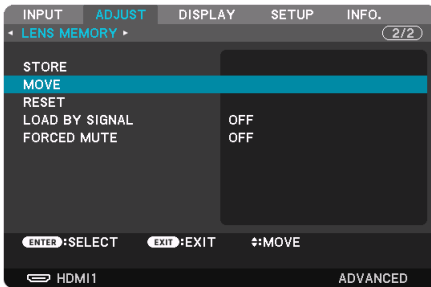 INPUT ADJUST DISPLAY SETUP INFO.
LENS MEMORY 2/2
STORE
MOVE
RESET
LOAD BY SIGNAL OFF
FORCED MUTE OFF
ENTER:SELECT EXIT:EXIT :MOVE
HDMI1 ADVANCED